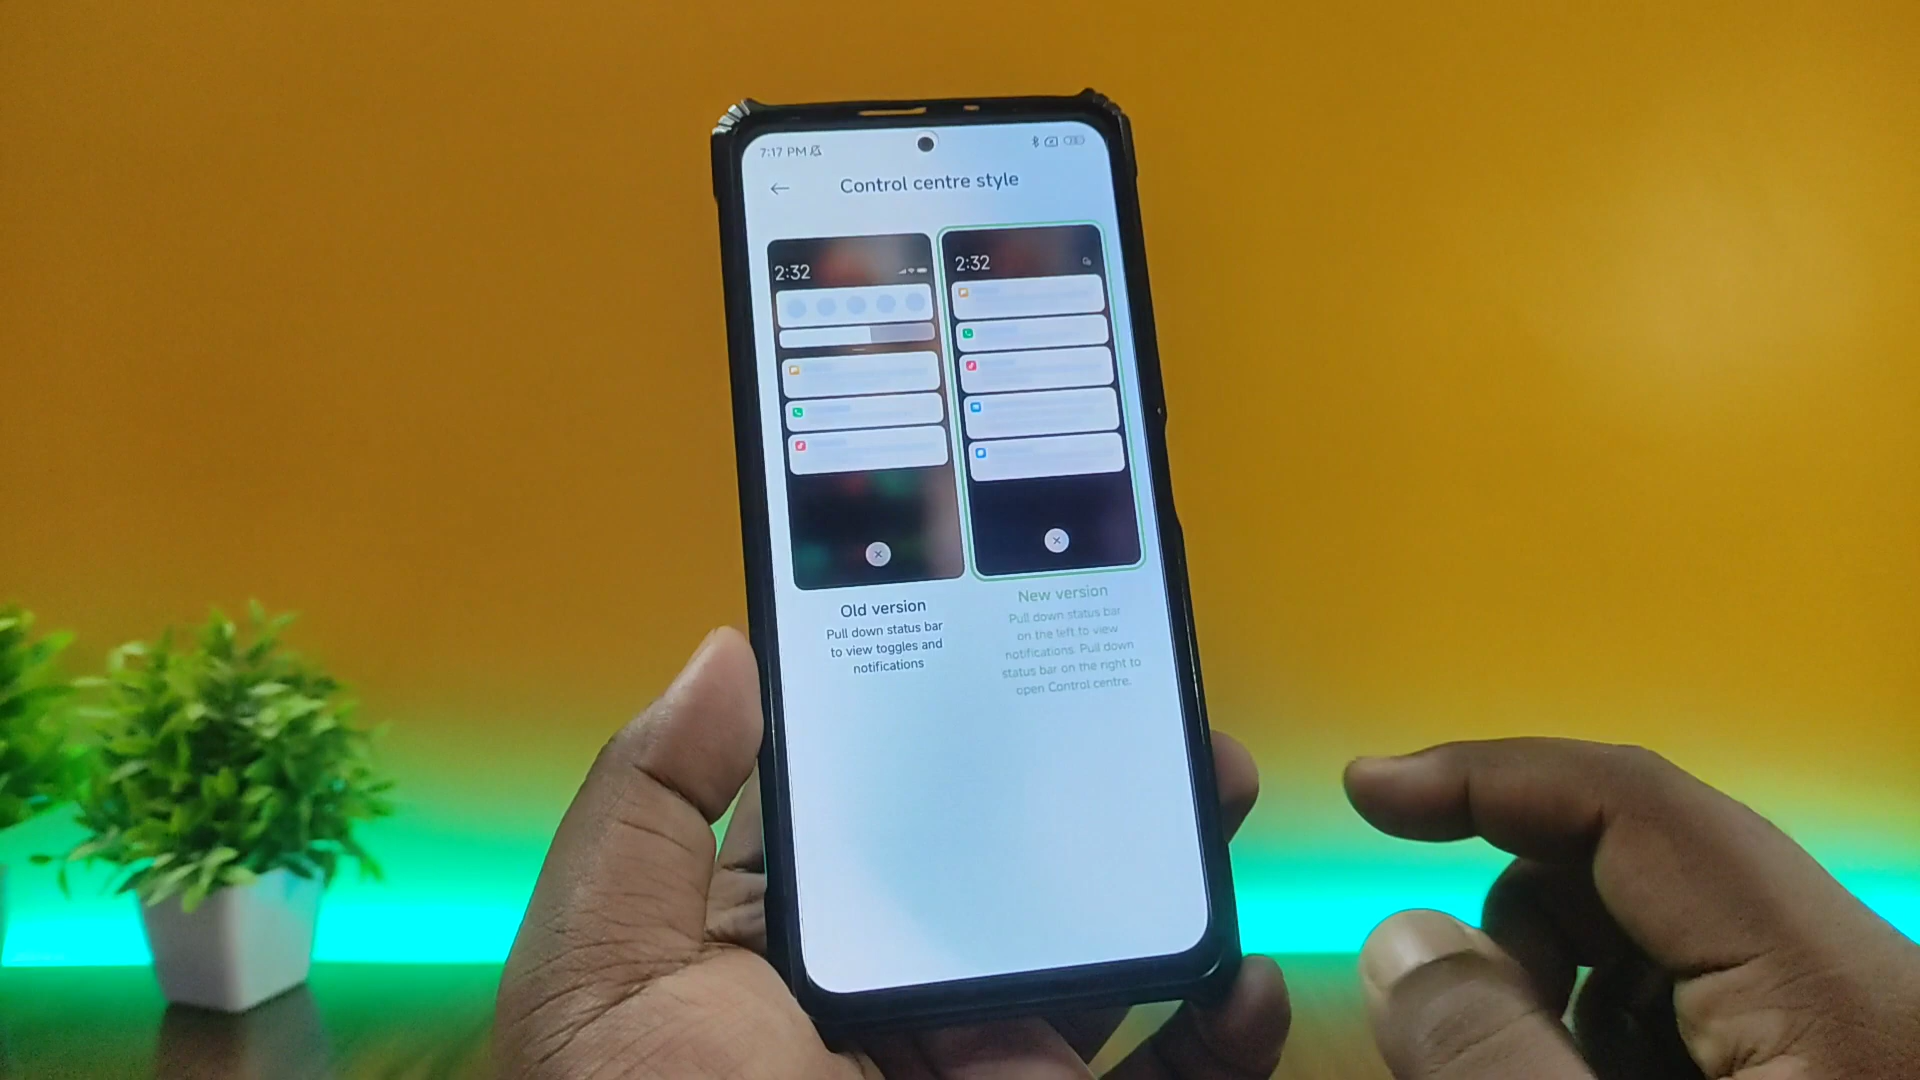 7:17 PM
Control centre style
2:32
2:32
Old version
Pull down status bar
to view toggles and
notifications
New version
Pull down status bar
on the left to view
notifications. Pull down
status bar on the right to
open Control centre.